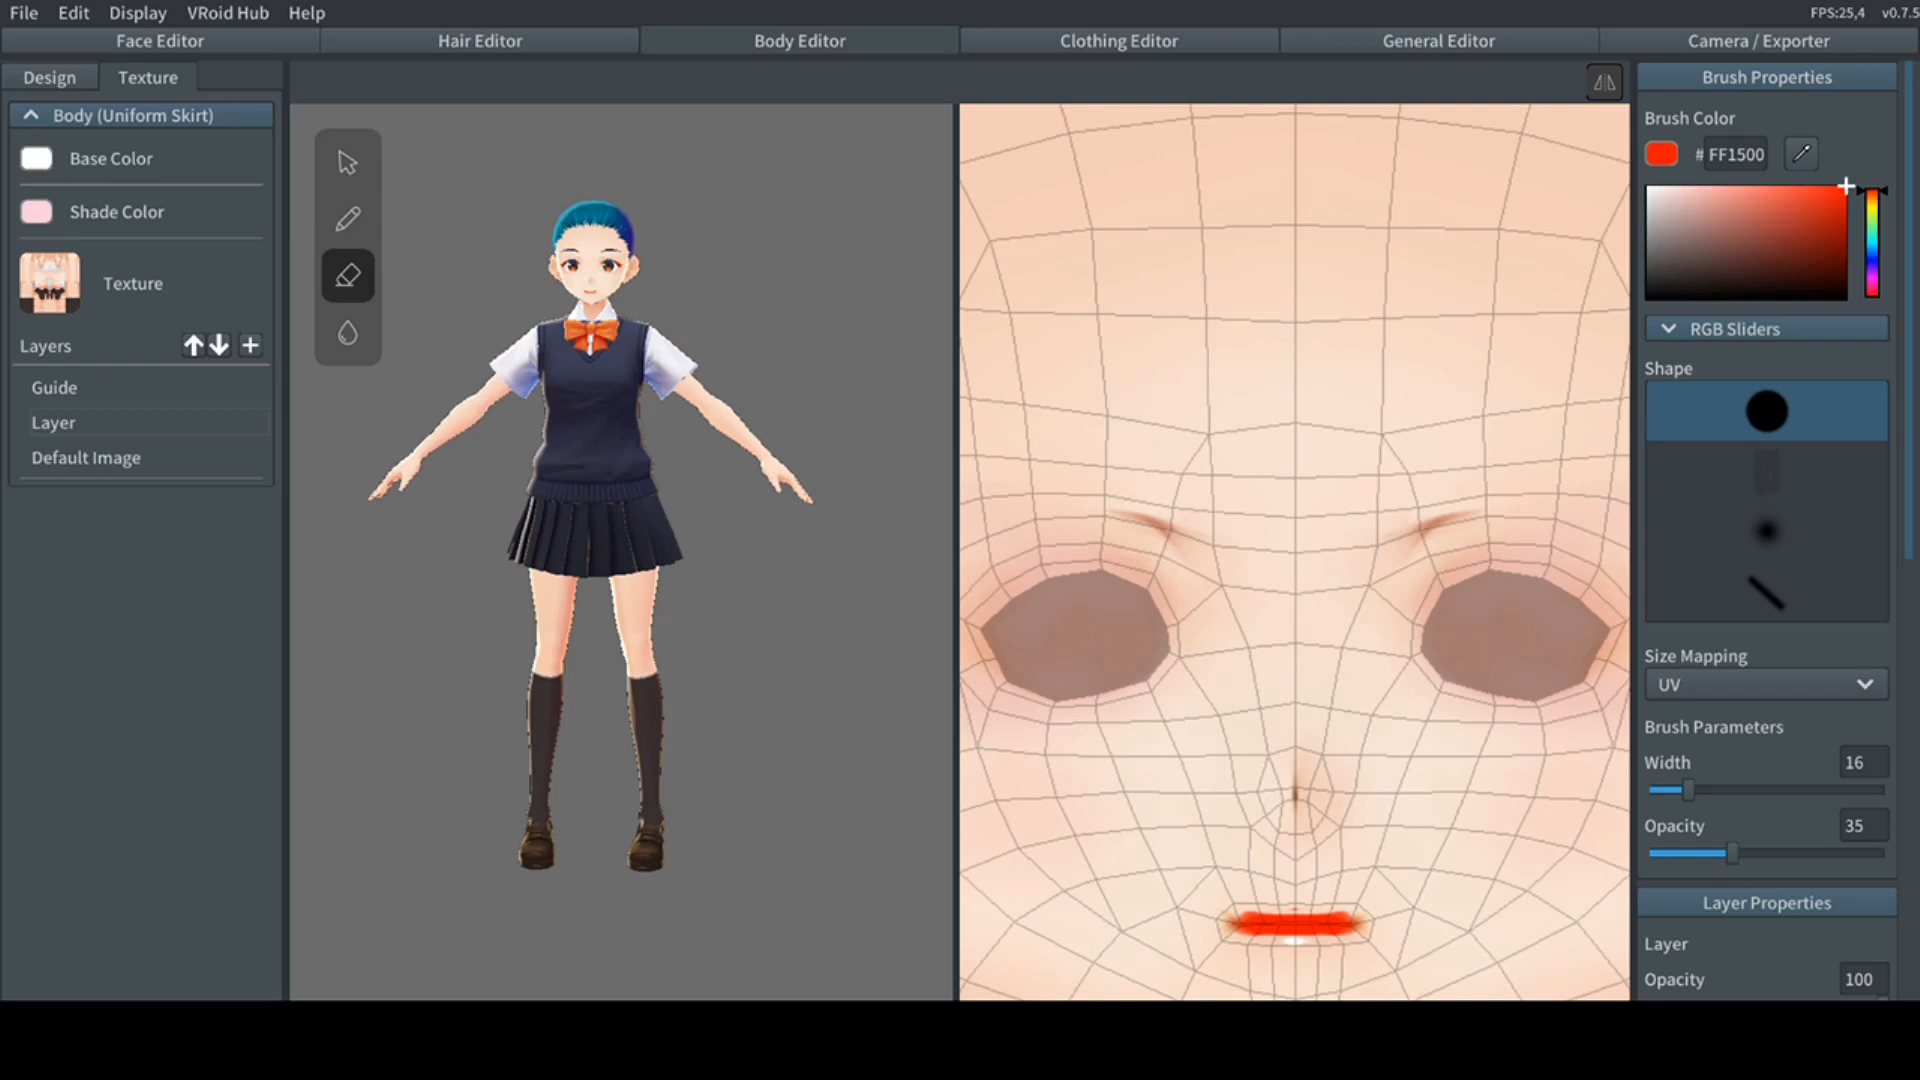 File Edit Display VRoid Hub Help FPS:25,4 v0.7.5
Face Editor Hair Editor Body Editor Clothing Editor General Editor Camera / Exporter
Design Texture
Body (Uniform Skirt)
Base Color
Shade Color
Texture
Layers
Guide
Layer
Default Image
Brush Properties
Brush Color
# FF1500
RGB Sliders
Shape
Size Mapping
UV
Brush Parameters
Width 16
Opacity 35
Layer Properties
Layer
Opacity 100